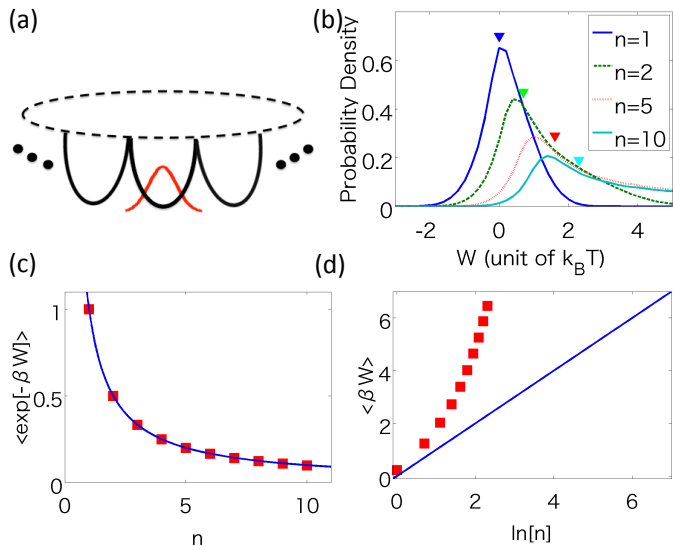 (a)
(b)
Probability Density
0.6
0.4
0.2
0
-2
0
2
4
W (unit of k_BT)
n=1
n=2
n=5
n=10
(c)
<exp[-βW]>
1
0.5
0
0
5
10
n
(d)
<βW>
6
4
2
0
0
2
4
6
ln[n]